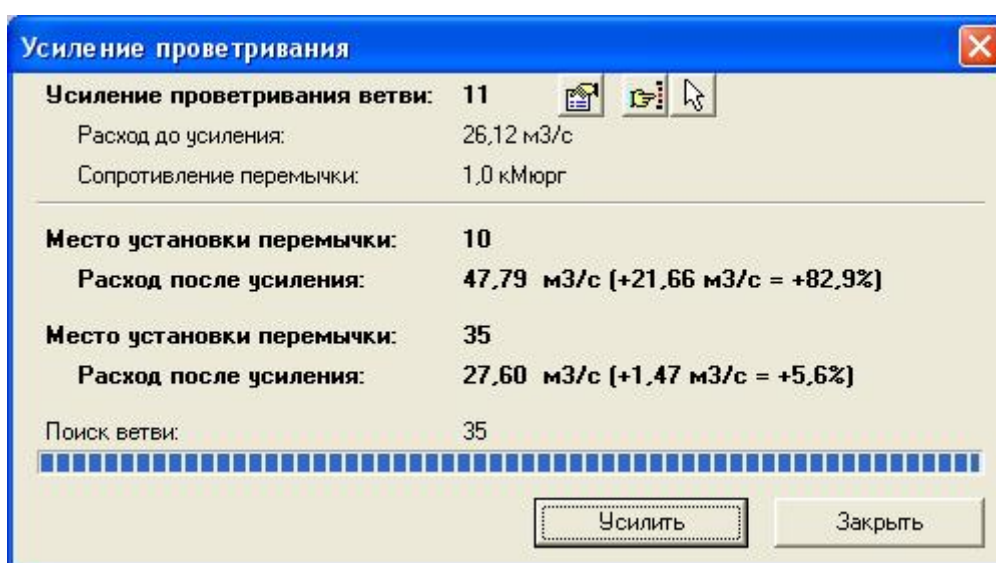 Усиление проветривания
Усиление проветривания ветви: 11
Расход до усиления: 26,12 м3/с
Сопротивление перемычки: 1,0 кМюрг
Место установки перемычки: 10
Расход после усиления: 47,79 м3/с (+21,66 м3/с = +82,9%)
Место установки перемычки: 35
Расход после усиления: 27,60 м3/с (+1,47 м3/с = +5,6%)
Поиск ветви: 35
Усилить Закрыть